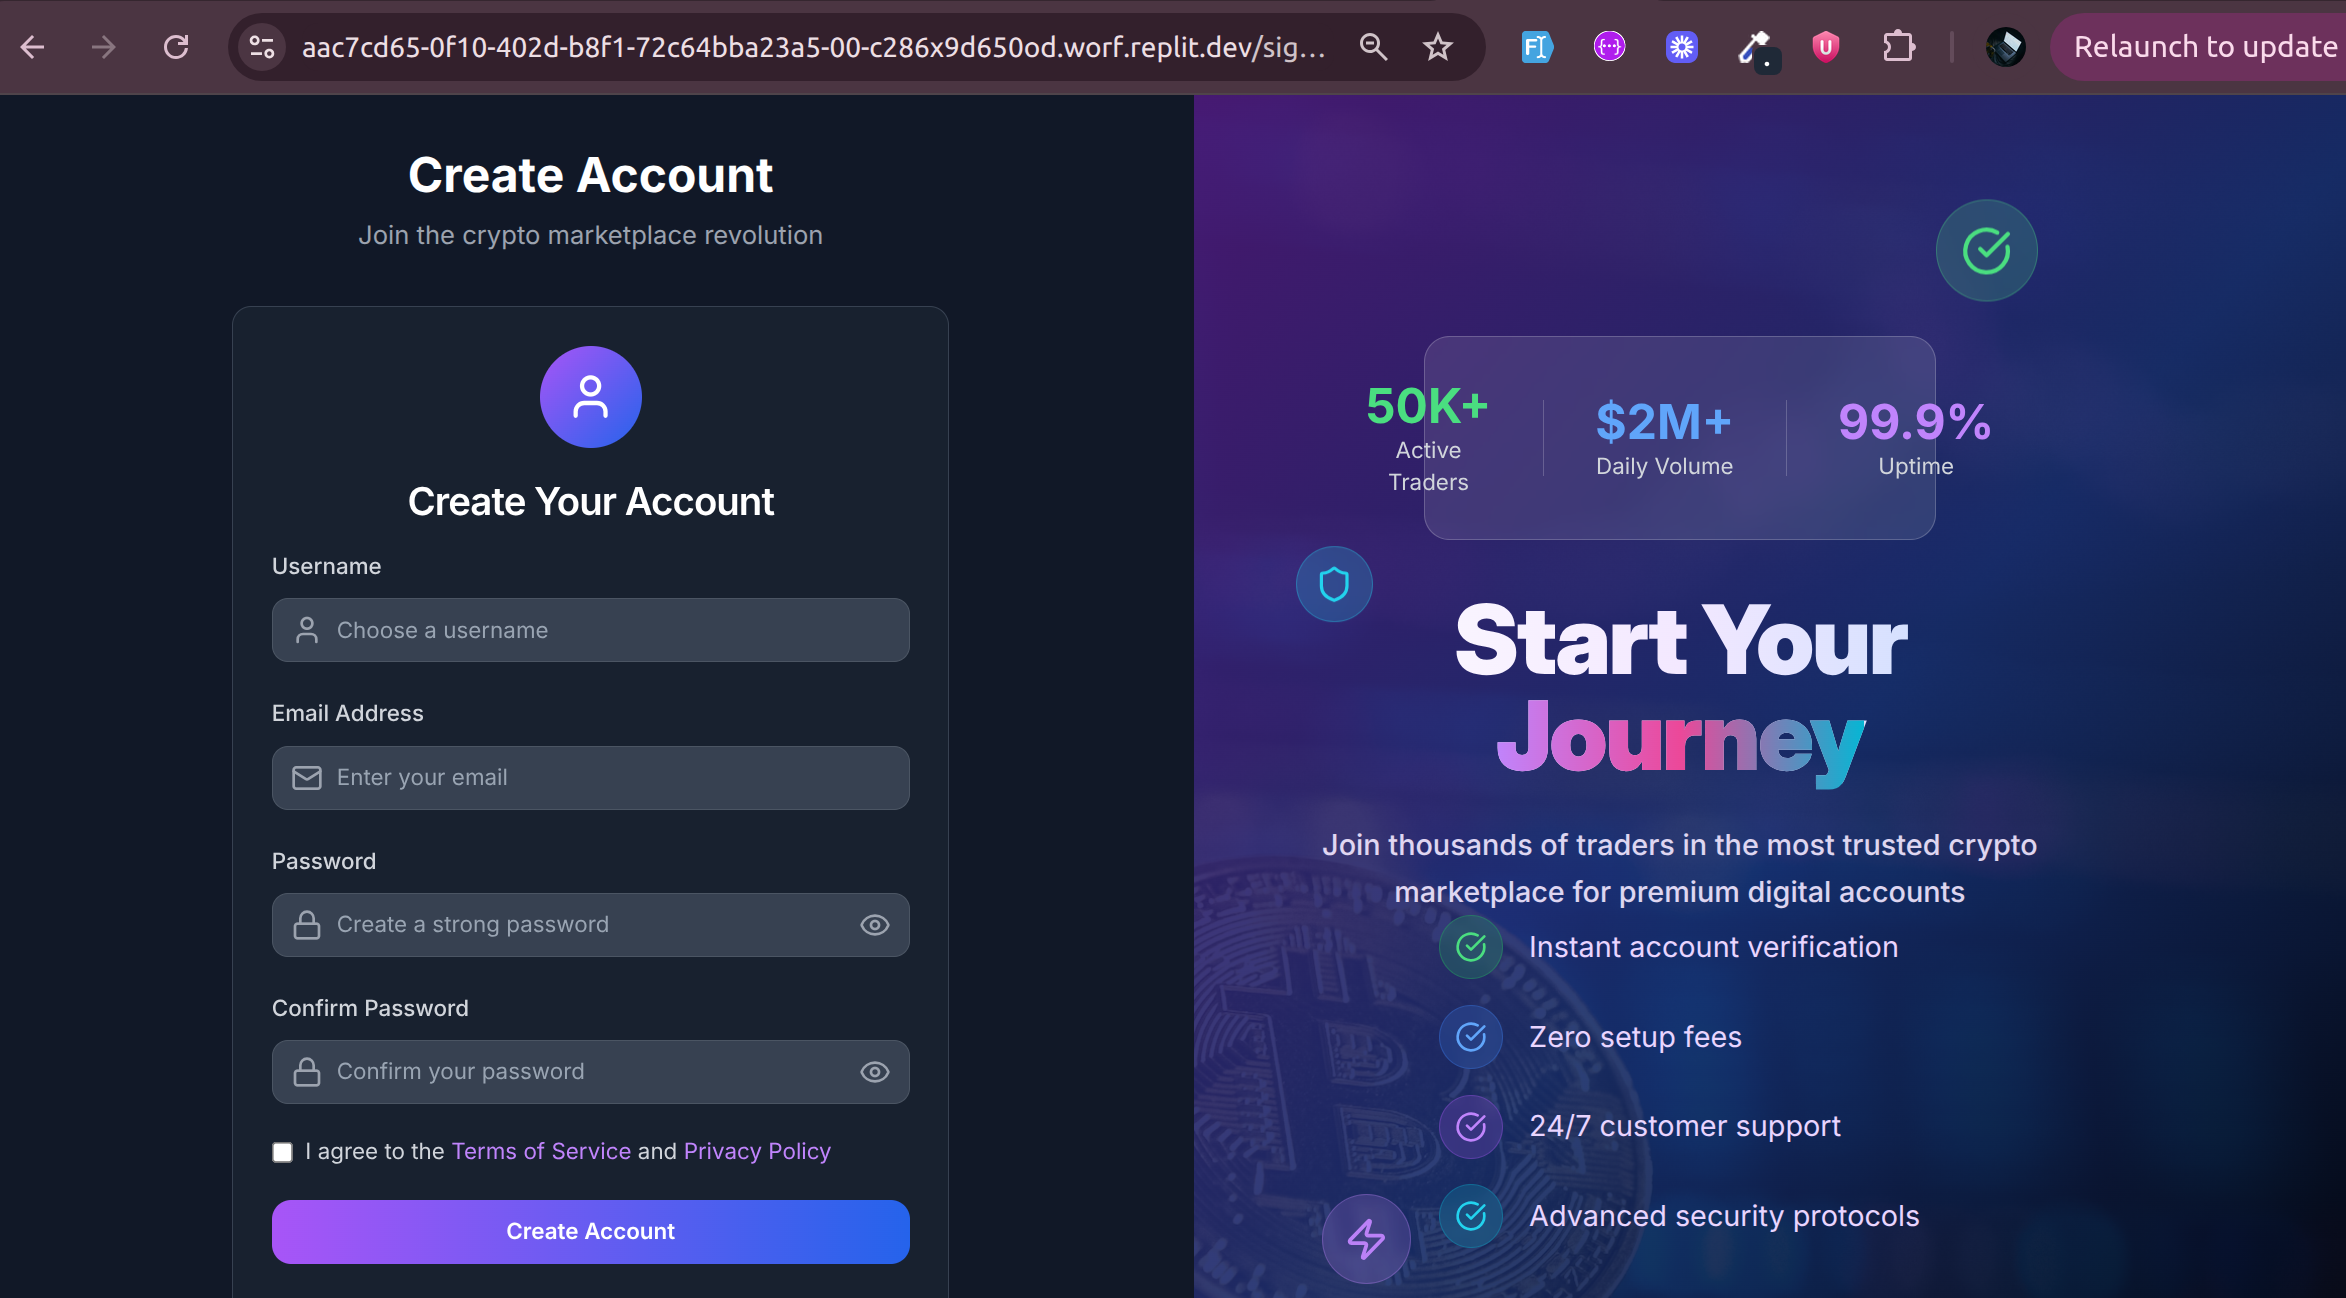 aac7cd65-0f10-402d-b8f1-72c64bba23a5-00-c286x9d650od.worf.replit.dev/sig...
Relaunch to update
Create Account
Join the crypto marketplace revolution
Create Your Account
Username
Choose a username
Email Address
Enter your email
Password
Create a strong password
Confirm Password
Confirm your password
I agree to the Terms of Service and Privacy Policy
Create Account
50K+
Active
Traders
$2M+
Daily Volume
99.9%
Uptime
Start Your
Journey
Join thousands of traders in the most trusted crypto
marketplace for premium digital accounts
Instant account verification
Zero setup fees
24/7 customer support
Advanced security protocols